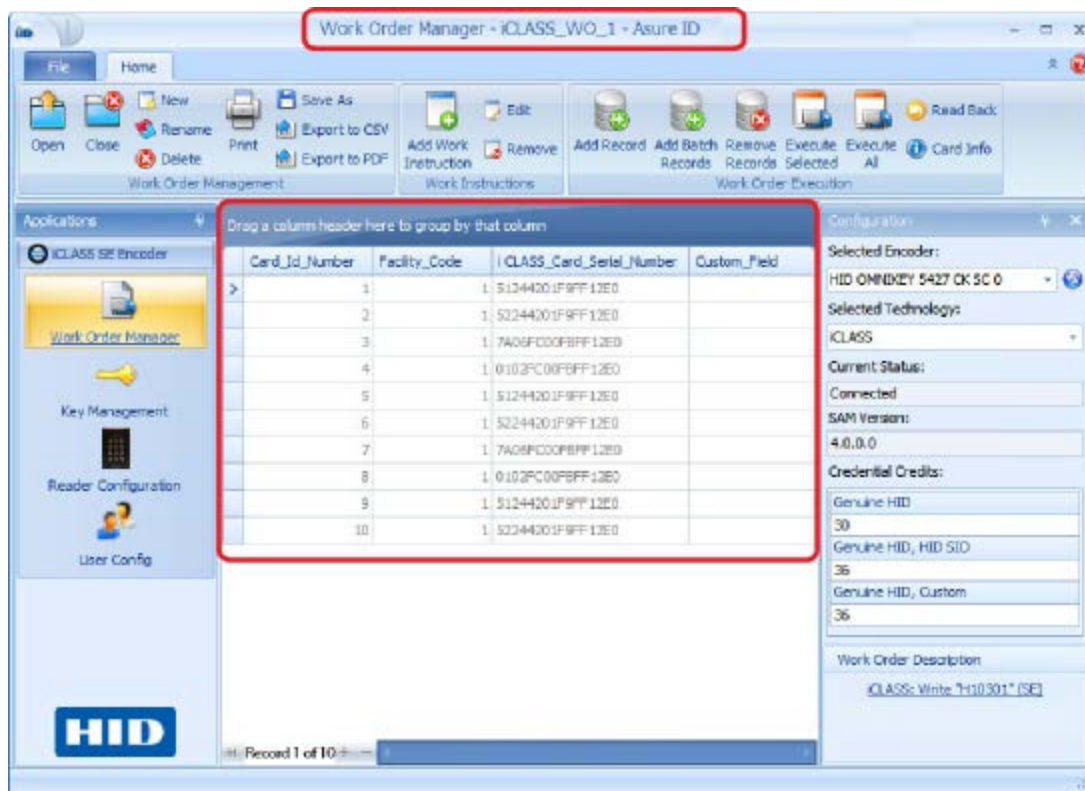 Work Order Manager - iCLASS_WO_1 - Asure ID
File Home
Open Close New Rename Delete Print Save As Export to CSV Export to PDF
Work Order Management
Add Work Instruction Edit Remove
Work Instructions
Add Record Add Batch Records Remove Records Execute Selected Execute All Read Back Card Info
Work Order Execution
Applications
iCLASS SE Encoder
Work Order Manager
Key Management
Reader Configuration
User Config
HID
Drag a column header here to group by that column
Card_Id_Number Facility_Code iCLASS_Card_Serial_Number Custom_Field
1 1 51244201F9FF12E0
2 1 52244201F9FF12E0
3 1
4 1
5 1 51244201F9FF12E0
6 1 52244201F9FF12E0
7 1
8 1
9 1 51244201F9FF12E0
10 1 52244201F9FF12E0
Record 1 of 10
Configuration
Selected Encoder:
HID OMNIKEY 5427 CK SC 0
Selected Technology:
iCLASS
Current Status:
Connected
SAM Version:
4.0.0.0
Credential Credits:
Genuine HID
30
Genuine HID, HID SIO
36
Genuine HID, Custom
36
Work Order Description
iCLASS: Write "H10301" (SE)